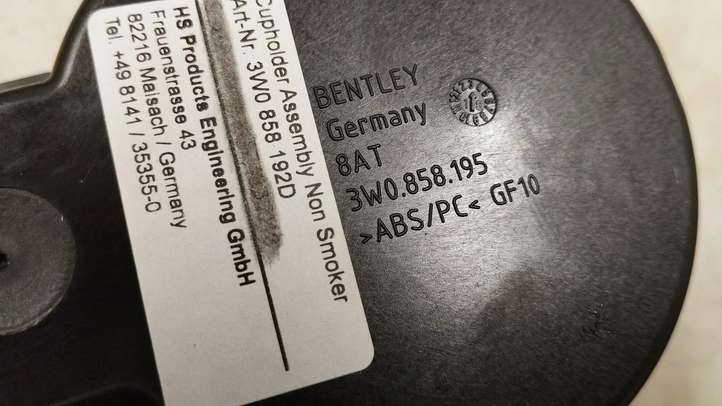 Cupholder Assembly Non Smoker
Art-Nr. 3W0 858 192D
HS Products Engineering GmbH
Frauenstrasse 43
82216 Maisach / Germany
Tel. +49 8141 / 35355-0
BENTLEY
Germany
8AT
3W0.858.195
>ABS/PC< GF10